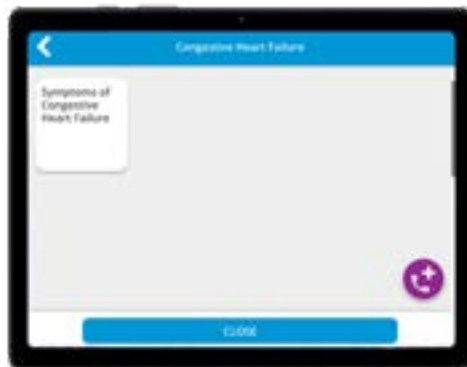 Congestive Heart Failure
Symptoms of
Congestive
Heart Failure
CLOSE